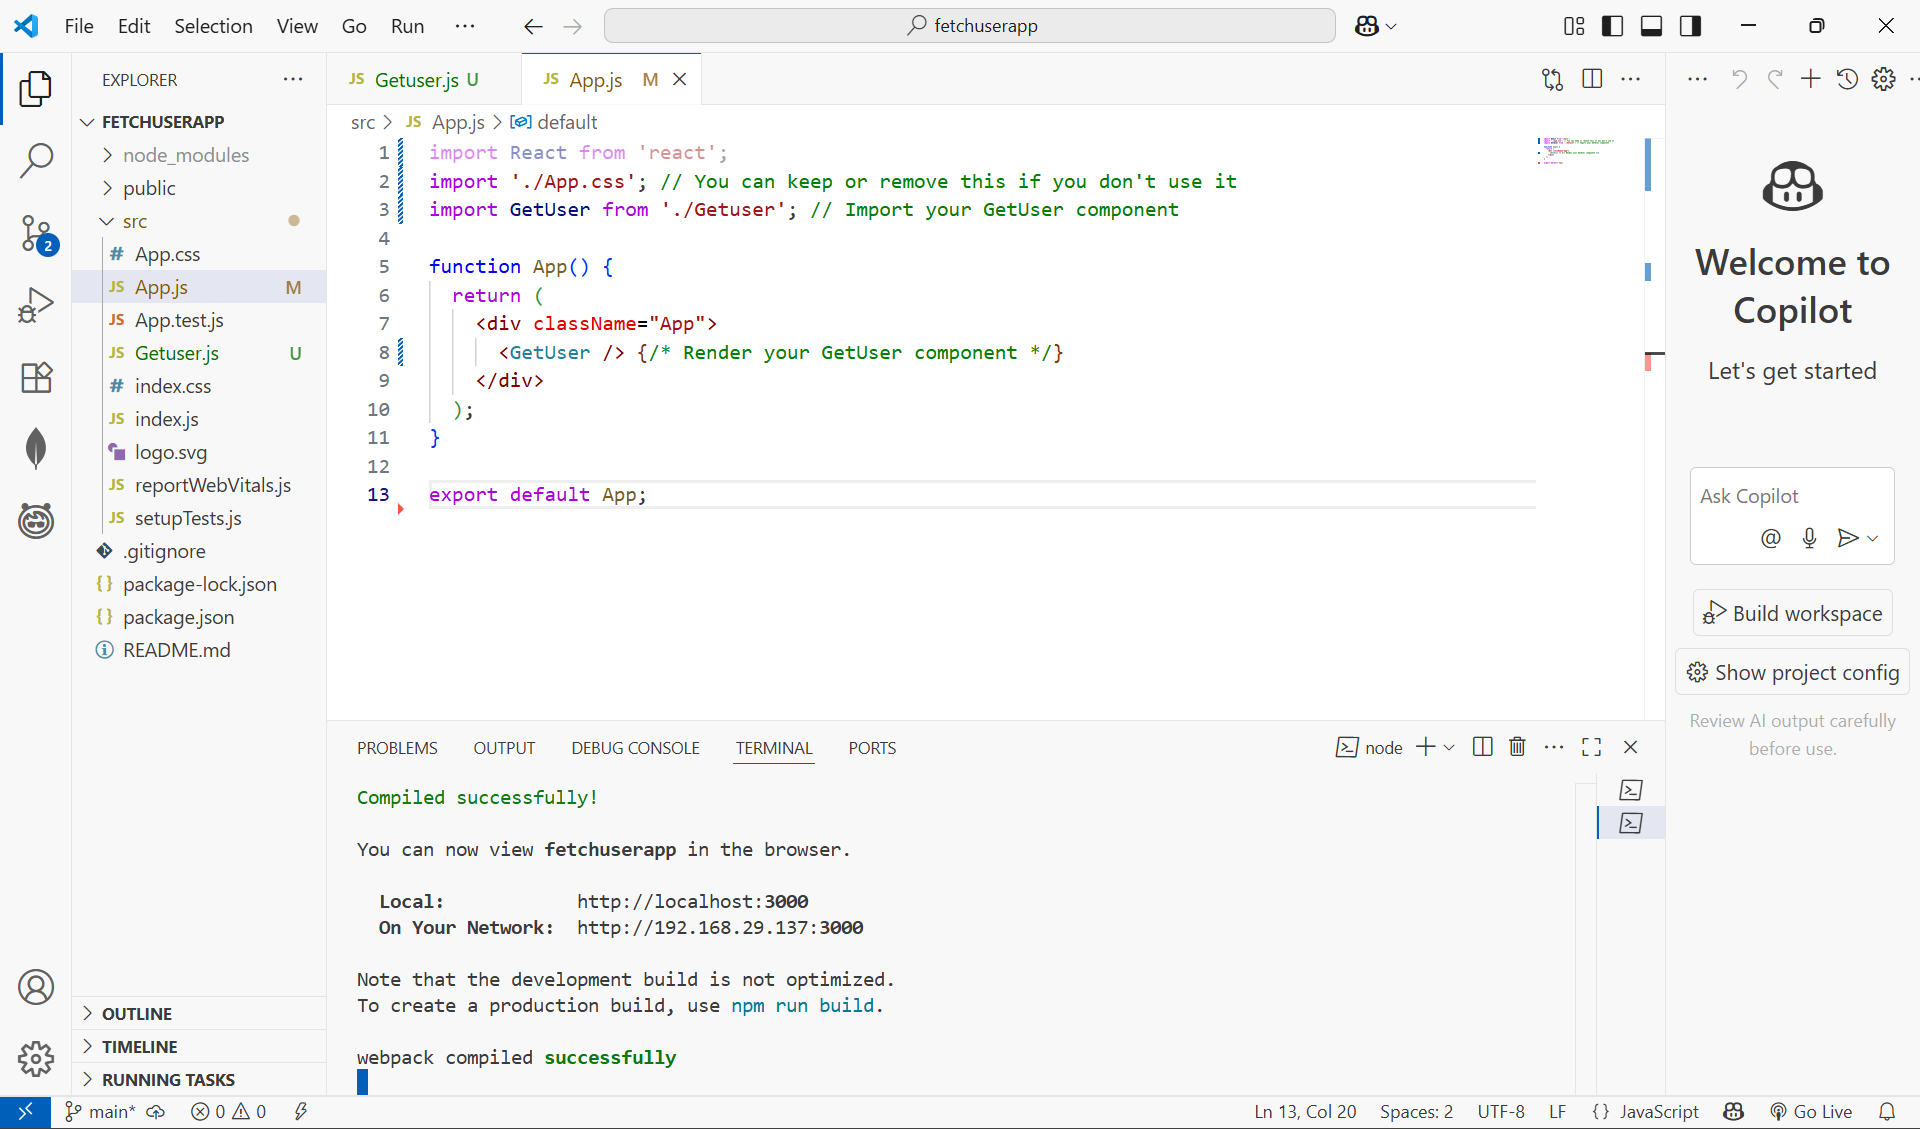 File Edit Selection View Go Run ···
fetchuserapp
EXPLORER
FETCHUSERAPP
node_modules
public
src
# App.css
JS App.js M
JS App.test.js
JS Getuser.js U
# index.css
JS index.js
logo.svg
JS reportWebVitals.js
JS setupTests.js
.gitignore
{} package-lock.json
{} package.json
README.md
OUTLINE
TIMELINE
RUNNING TASKS
2
JS Getuser.js U
JS App.js M
src > JS App.js > default
1 import React from 'react';
2 import './App.css'; // You can keep or remove this if you don't use it
3 import GetUser from './Getuser'; // Import your GetUser component
4
5 function App() {
6 return (
7 <div className="App">
8 <GetUser /> {/* Render your GetUser component */}
9 </div>
10 );
11 }
12
13 export default App;
PROBLEMS OUTPUT DEBUG CONSOLE TERMINAL PORTS
node
Compiled successfully!
You can now view fetchuserapp in the browser.
Local: http://localhost:3000
On Your Network: http://192.168.29.137:3000
Note that the development build is not optimized.
To create a production build, use npm run build.
webpack compiled successfully
Welcome to
Copilot
Let's get started
Ask Copilot
@
Build workspace
Show project config
Review AI output carefully
before use.
main* 0 0
Ln 13, Col 20 Spaces: 2 UTF-8 LF {} JavaScript Go Live